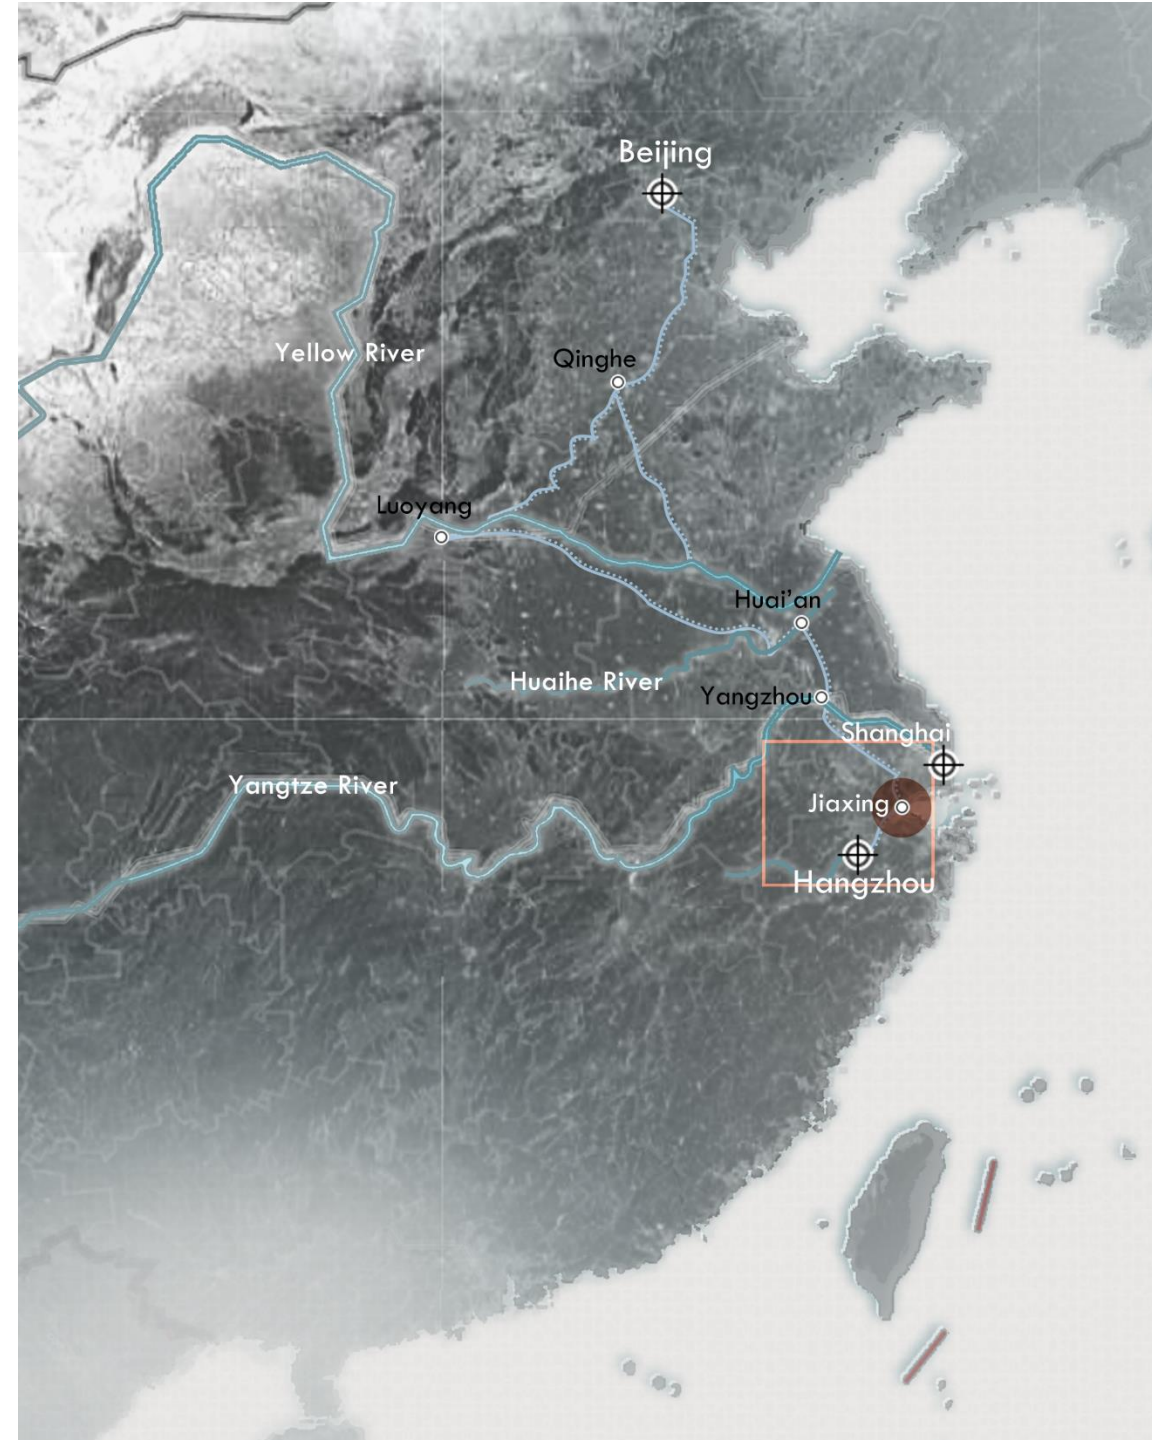 Beijing
Yellow River
Qinghe
Luoyang
Huai'an
Huaihe River
Yangzhou
Shanghai
Yangtze River
Jiaxing
Hangzhou